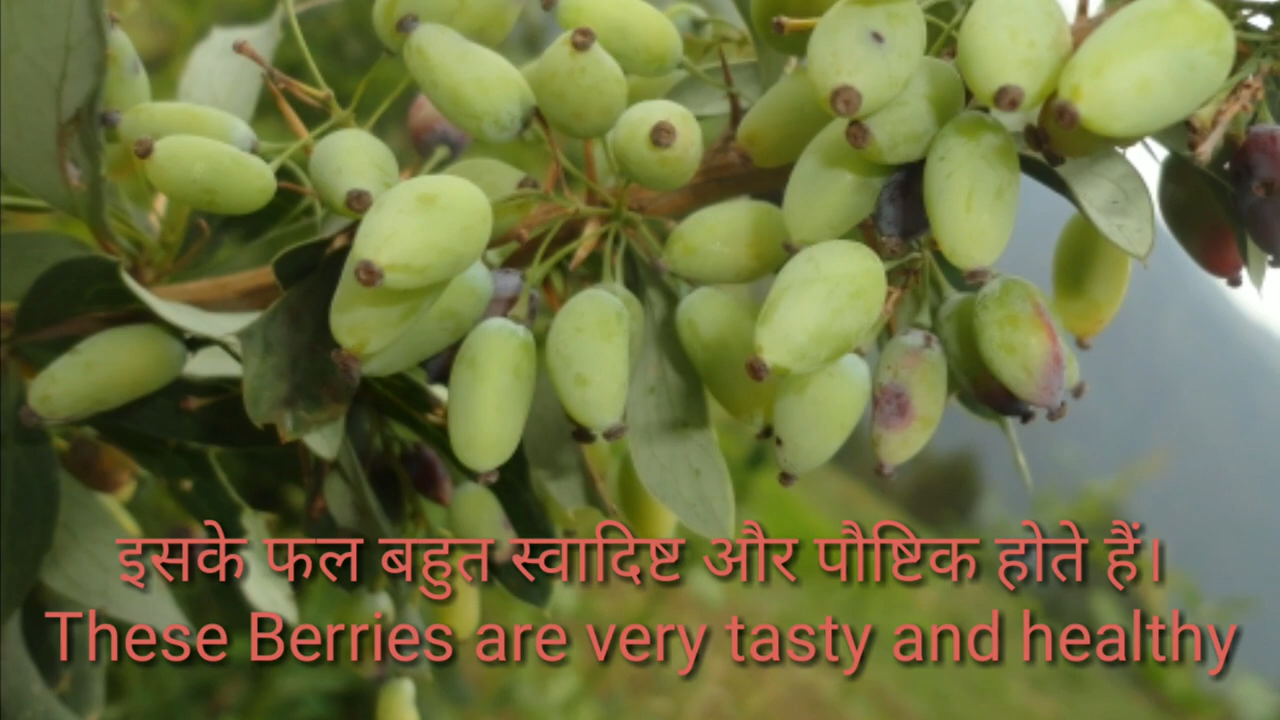 इसके फल बहुत स्वादिष्ट और पौष्टिक होते हैं।
These Berries are very tasty and healthy